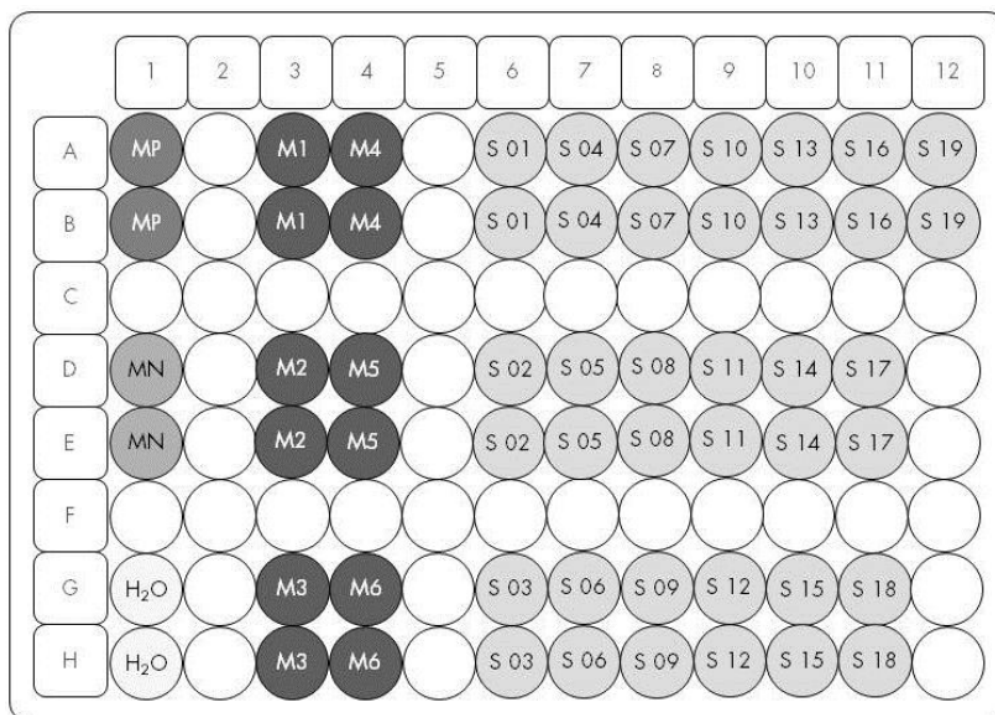 1 2 3 4 5 6 7 8 9 10 11 12
A MP M1 M4 S 01 S 04 S 07 S 10 S 13 S 16 S 19
B MP M1 M4 S 01 S 04 S 07 S 10 S 13 S 16 S 19
C
D MN M2 M5 S 02 S 05 S 08 S 11 S 14 S 17
E MN M2 M5 S 02 S 05 S 08 S 11 S 14 S 17
F
G H₂O M3 M6 S 03 S 06 S 09 S 12 S 15 S 18
H H₂O M3 M6 S 03 S 06 S 09 S 12 S 15 S 18